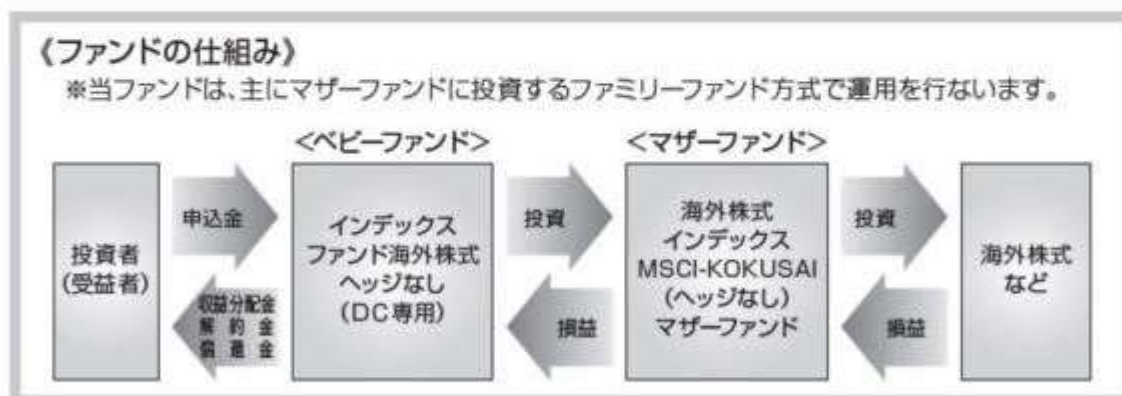 《ファンドの仕組み》
※当ファンドは、主にマザーファンドに投資するファミリーファンド方式で運用を行ないます。
<ベビーファンド>
<マザーファンド>
投資者
(受益者)
申込金
収益分配金
解約金
償還金
インデックス
ファンド海外株式
ヘッジなし
(DC専用)
投資
損益
海外株式
インデックス
MSCI-KOKUSAI
(ヘッジなし)
マザーファンド
投資
損益
海外株式
など